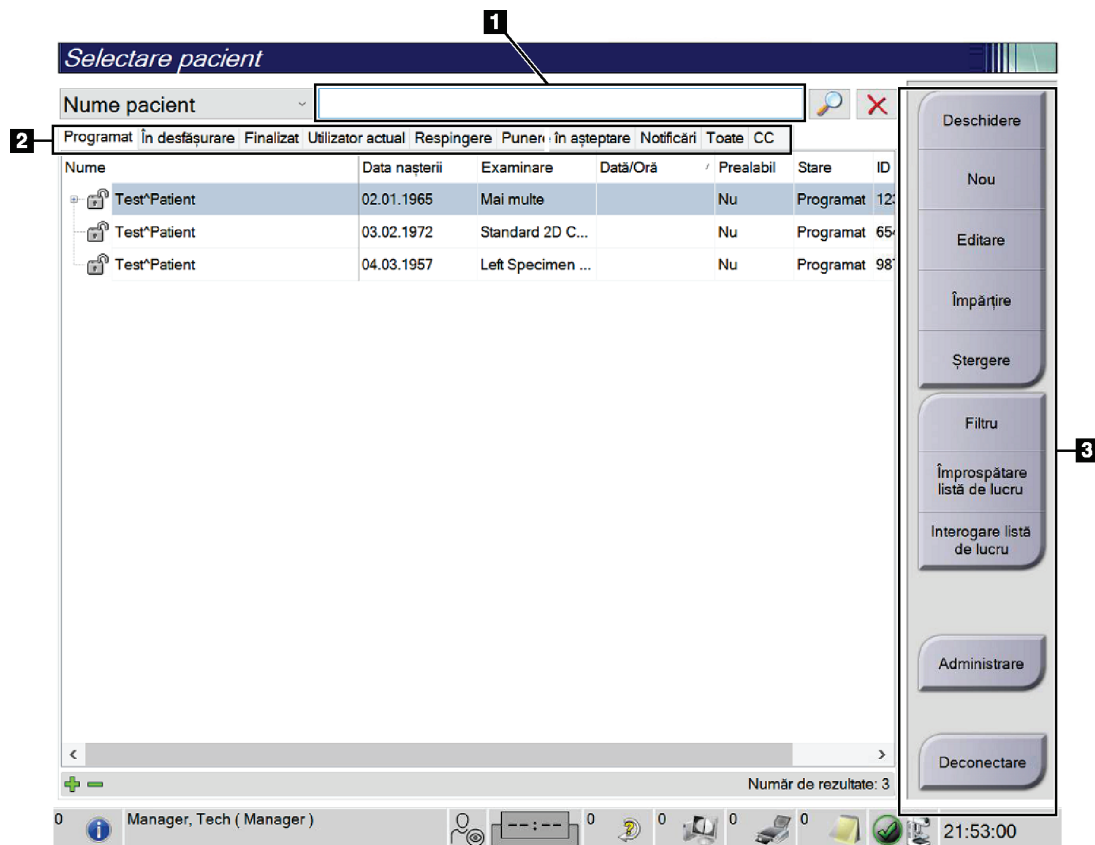 1
Selectare pacient
Nume pacient
2
Programat În desfășurare Finalizat Utilizator actual Respingere Punere în așteptare Notificări Toate CC
Nume Data nașterii Examinare Dată/Oră Prealabil Stare ID
Test^Patient 02.01.1965 Mai multe Nu Programat 123
Test^Patient 03.02.1972 Standard 2D C... Nu Programat 654
Test^Patient 04.03.1957 Left Specimen ... Nu Programat 987
Deschidere
Nou
Editare
Împărțire
Ștergere
Filtru
3
Împrospătare
listă de lucru
Interogare listă
de lucru
Administrare
Deconectare
Număr de rezultate: 3
0 Manager, Tech ( Manager ) --:-- 0 0 0 0 21:53:00